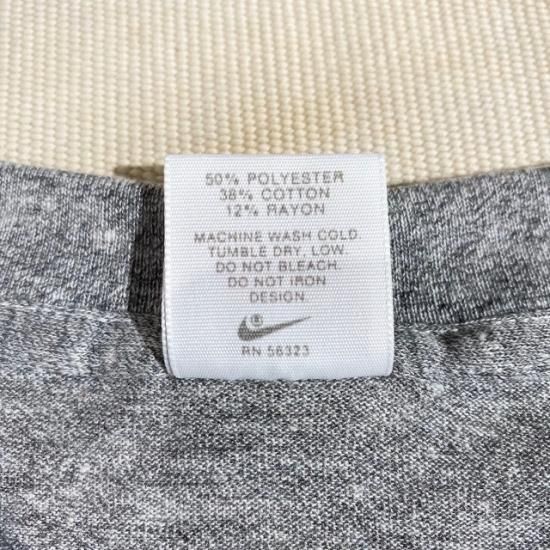 50% POLYESTER
38% COTTON
12% RAYON
MACHINE WASH COLD.
TUMBLE DRY, LOW.
DO NOT BLEACH.
DO NOT IRON
DESIGN.
RN 56323